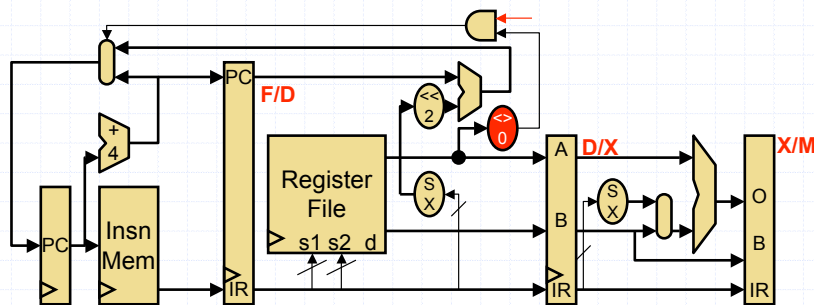 PC
F/D
<<
2
<>
0
+
4
A
D/X
X/M
Register
File
S
X
S
X
O
PC
Insn
Mem
B
B
s1 s2 d
IR
IR
IR